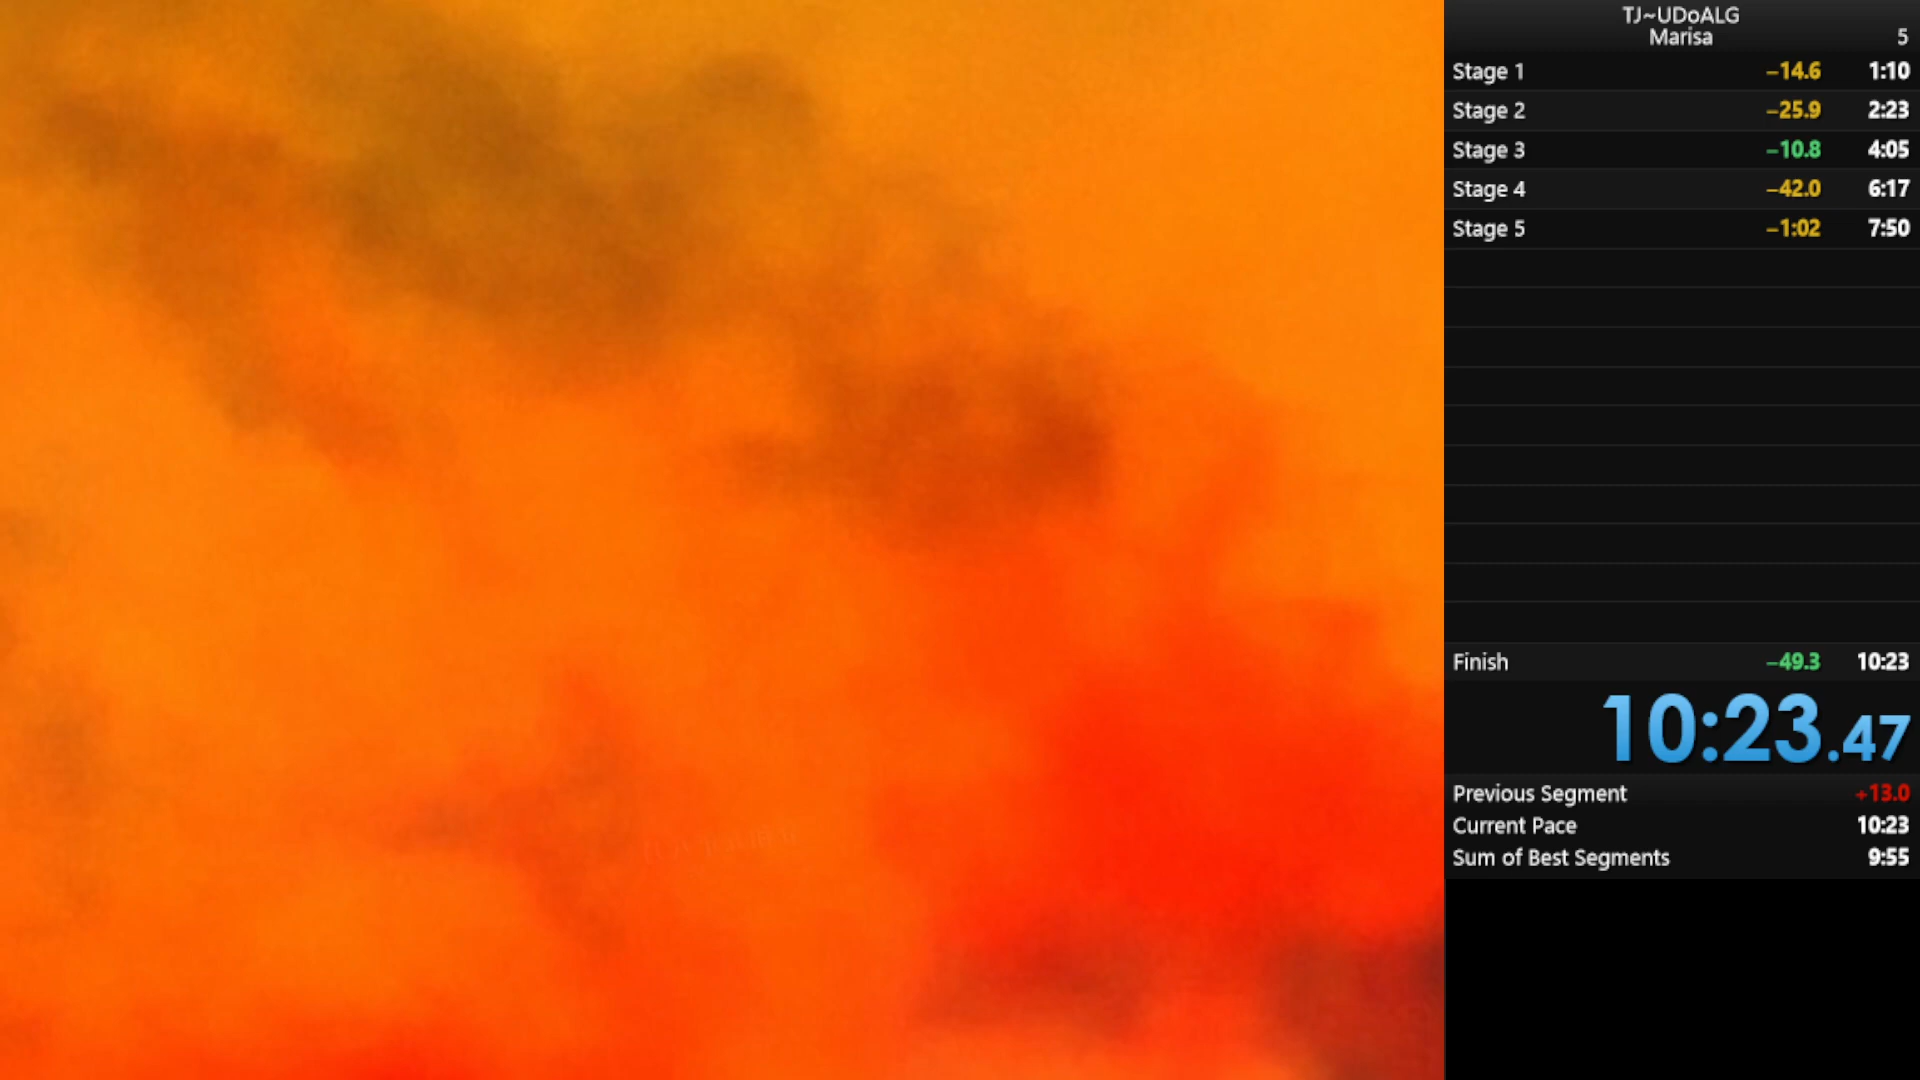 TJ~UDoALG
Marisa 5
Stage 1 −14.6 1:10
Stage 2 −25.9 2:23
Stage 3 −10.8 4:05
Stage 4 −42.0 6:17
Stage 5 −1:02 7:50
Finish −49.3 10:23
10:23.47
Previous Segment +13.0
Current Pace 10:23
Sum of Best Segments 9:55